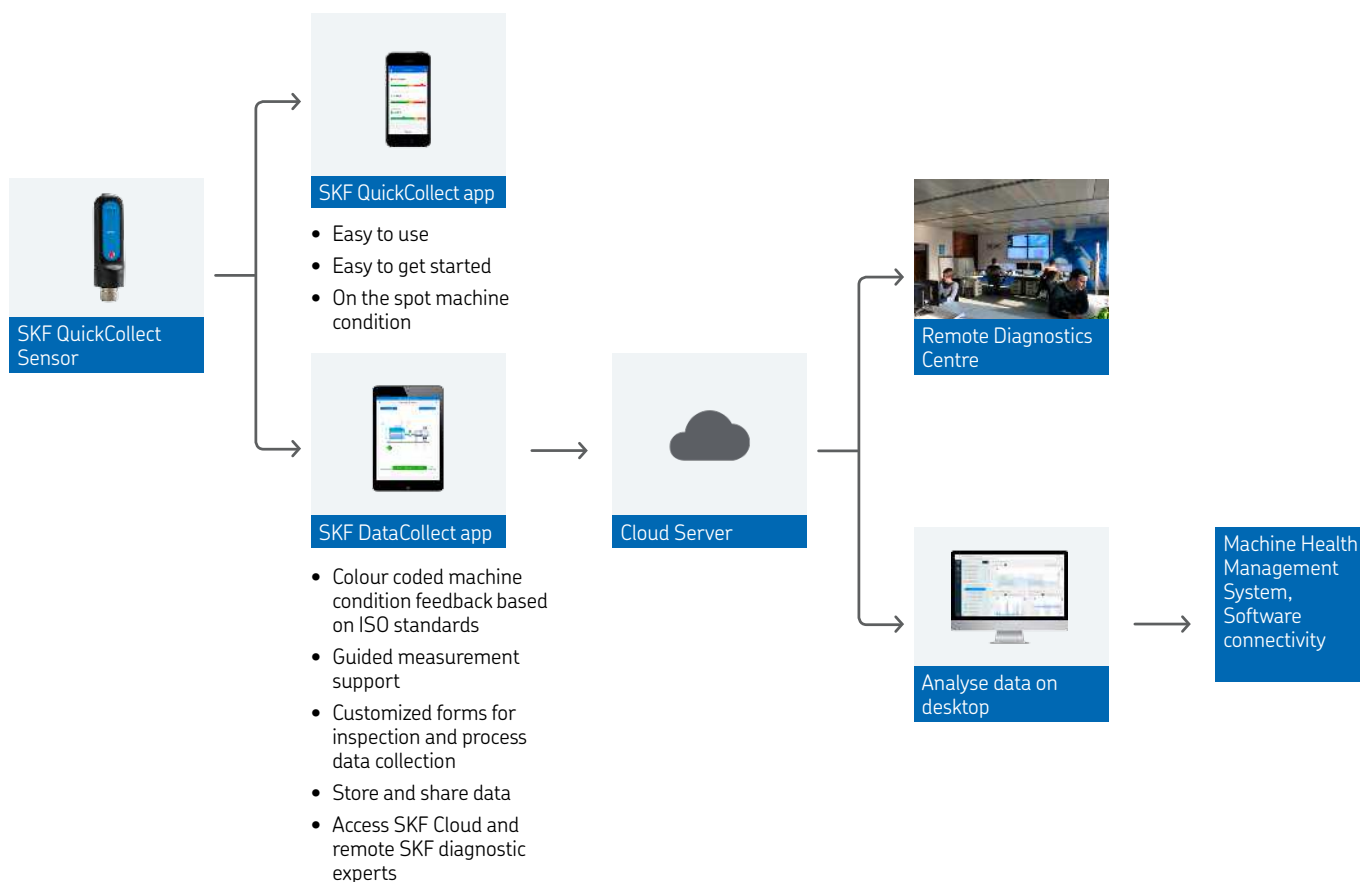 SKF QuickCollect
Sensor
SKF QuickCollect app
• Easy to use
• Easy to get started
• On the spot machine
condition
SKF DataCollect app
• Colour coded machine
condition feedback based
on ISO standards
• Guided measurement
support
• Customized forms for
inspection and process
data collection
• Store and share data
• Access SKF Cloud and
remote SKF diagnostic
experts
Cloud Server
Remote Diagnostics
Centre
Analyse data on
desktop
Machine Health
Management
System,
Software
connectivity